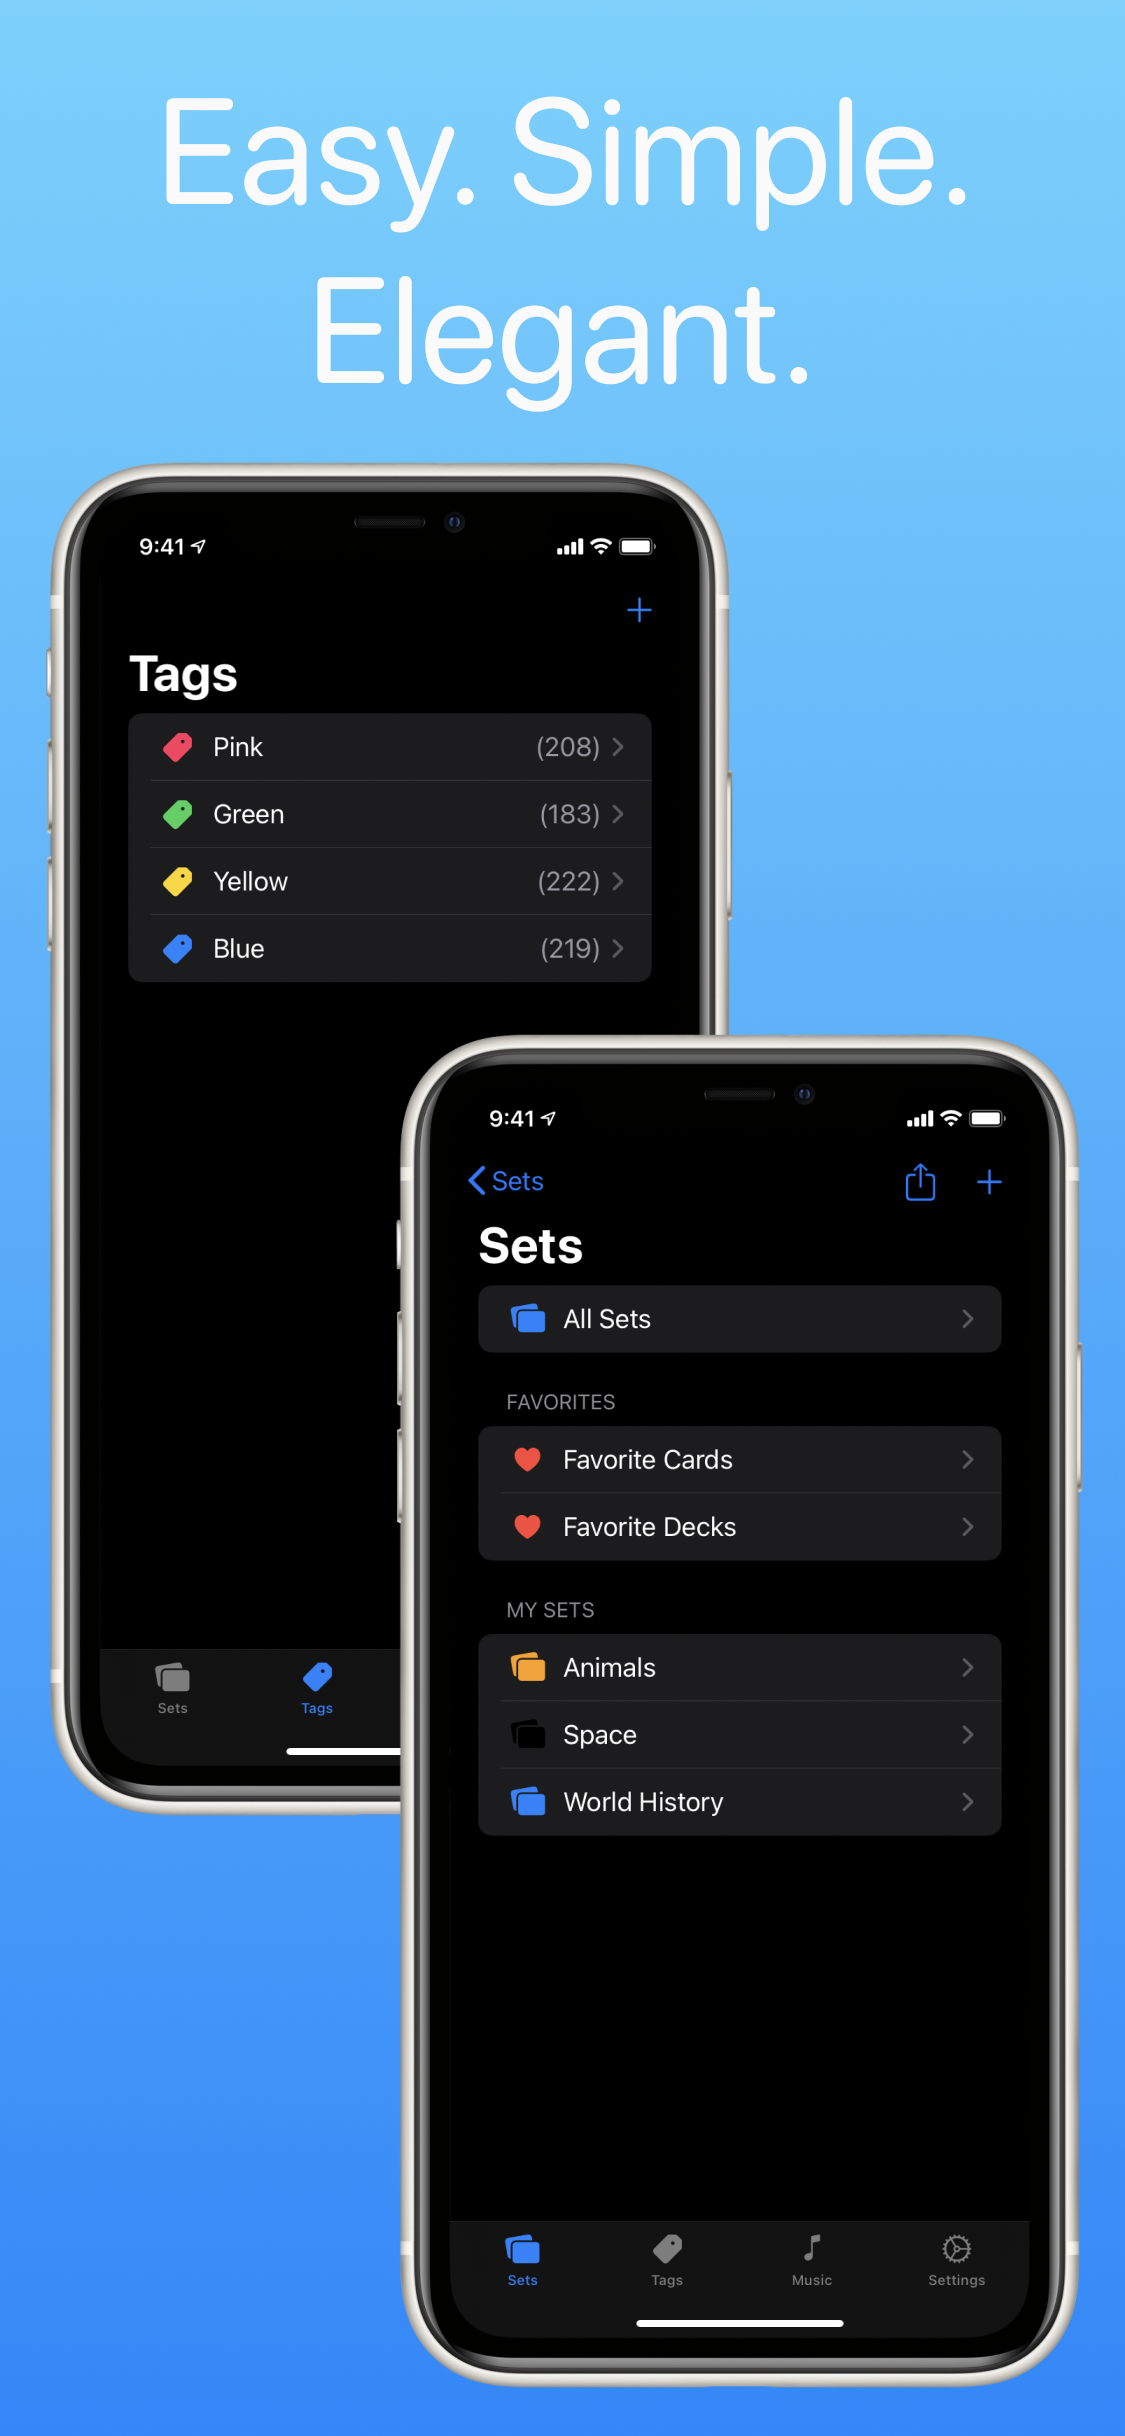 Easy. Simple.
Elegant.
9:41
Tags
Pink (208)
Green (183)
Yellow (222)
Blue (219)
Sets Tags
9:41
Sets
Sets
All Sets
FAVORITES
Favorite Cards
Favorite Decks
MY SETS
Animals
Space
World History
Sets Tags Music Settings